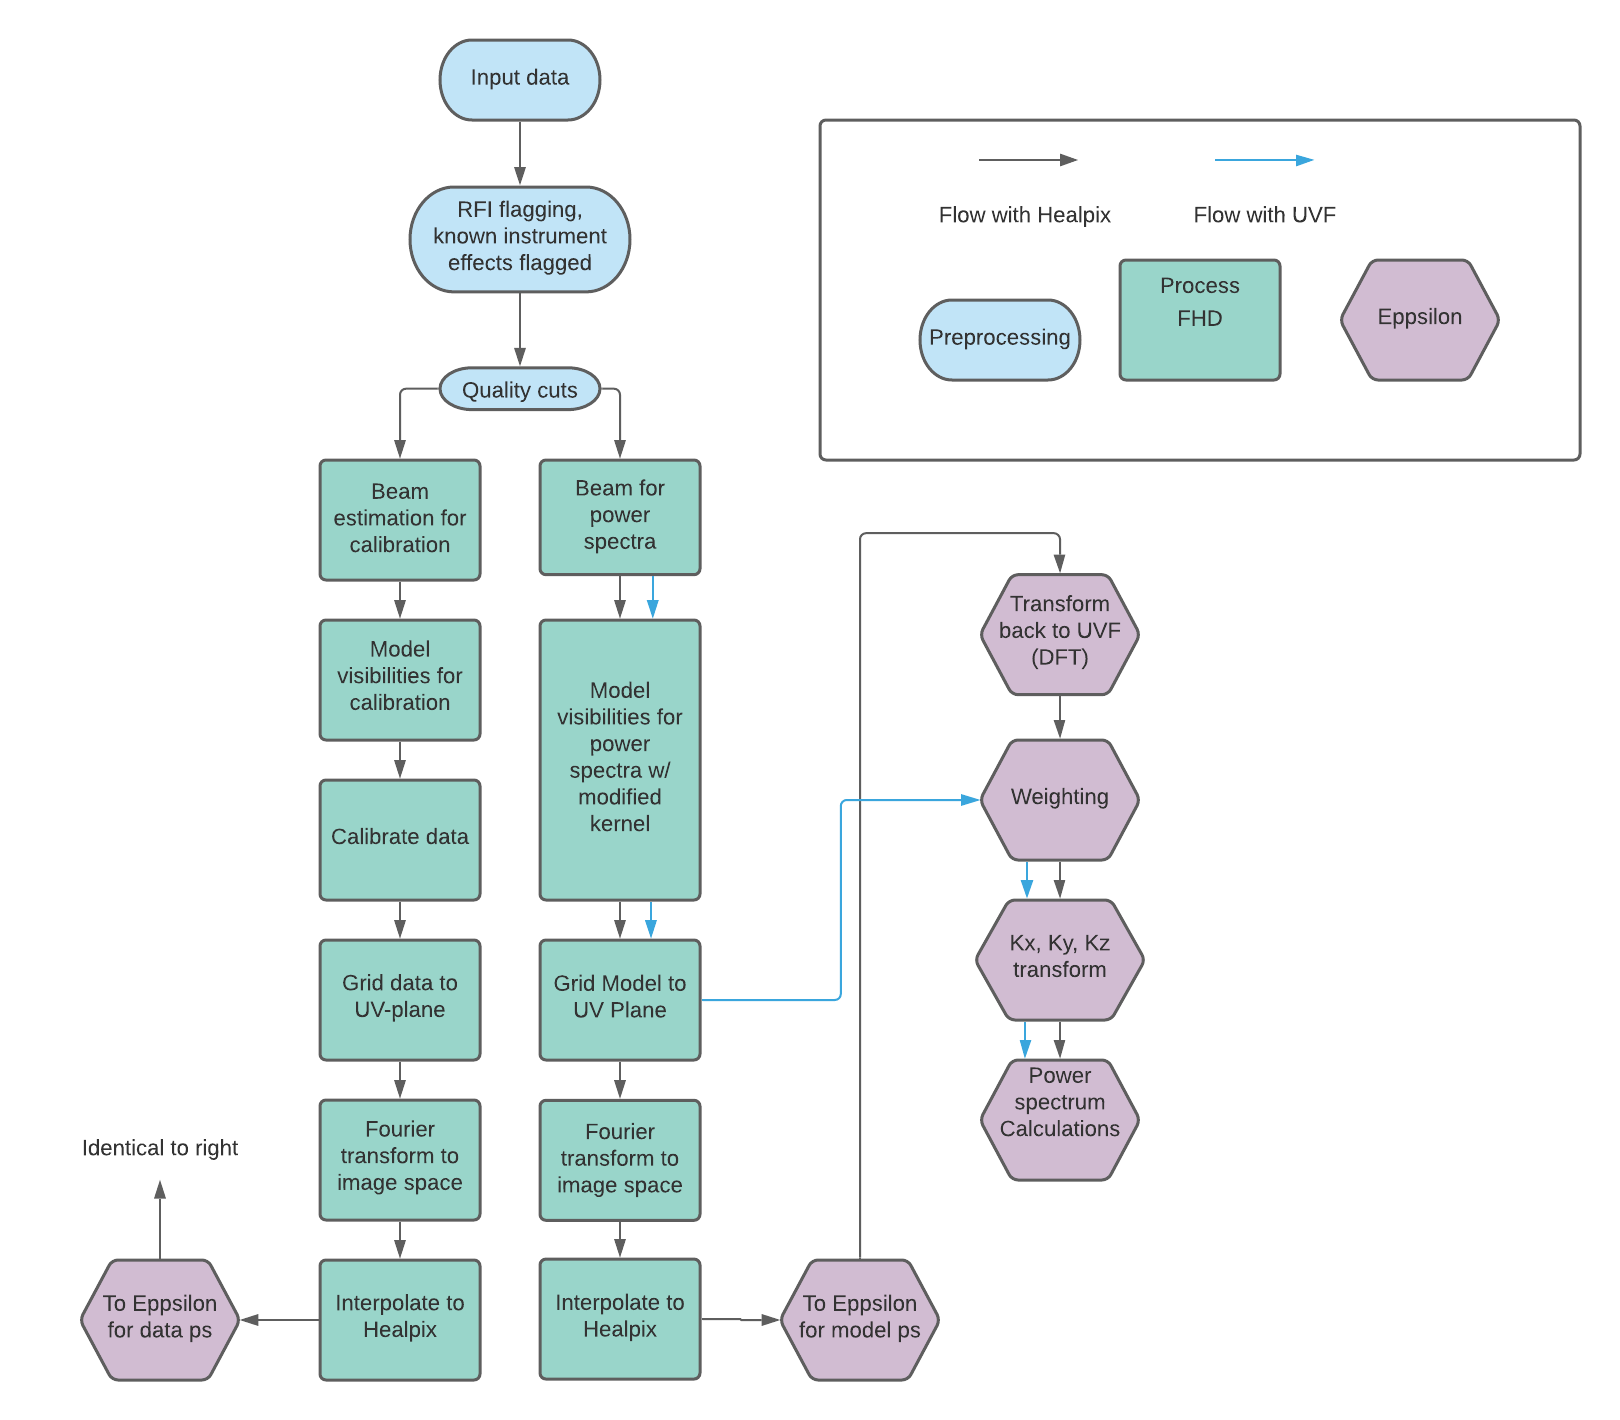 Input data
RFI flagging,
known instrument
effects flagged
Quality cuts
Flow with Healpix
Flow with UVF
Preprocessing
Process
FHD
Eppsilon
Beam
estimation for
calibration
Model
visibilities for
calibration
Calibrate data
Grid data to
UV-plane
Fourier
transform to
image space
Interpolate to
Healpix
To Eppsilon
for data ps
Identical to right
Beam for
power
spectra
Model
visibilities for
power
spectra w/
modified
kernel
Grid Model to
UV Plane
Fourier
transform to
image space
Interpolate to
Healpix
To Eppsilon
for model ps
Transform
back to UVF
(DFT)
Weighting
Kx, Ky, Kz
transform
Power
spectrum
Calculations